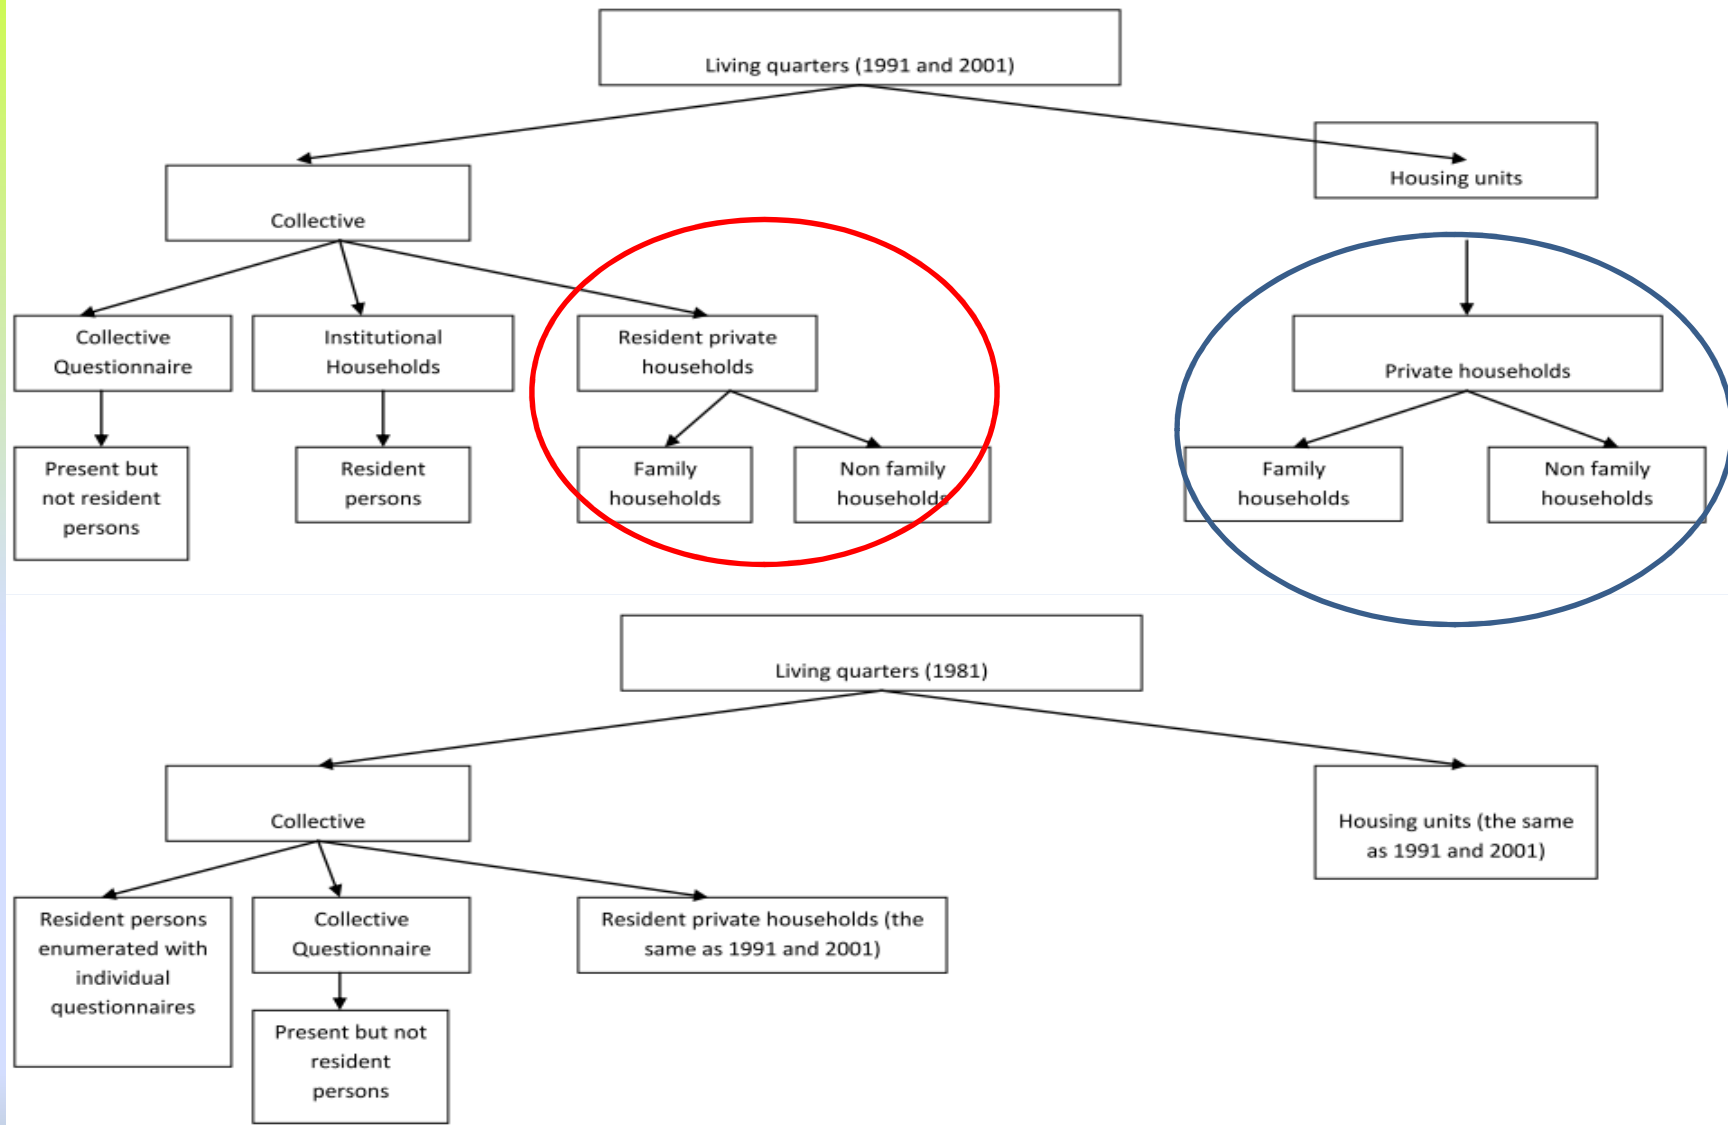 Living quarters (1991 and 2001)
Housing units
Collective
Collective
Questionnaire
Institutional
Households
Resident private
households
Private households
Present but
not resident
persons
Resident
persons
Family
households
Non family
households
Family
households
Non family
households
Living quarters (1981)
Collective
Housing units (the same
as 1991 and 2001)
Resident persons
enumerated with
individual
questionnaires
Collective
Questionnaire
Resident private households (the
same as 1991 and 2001)
Present but not
resident
persons